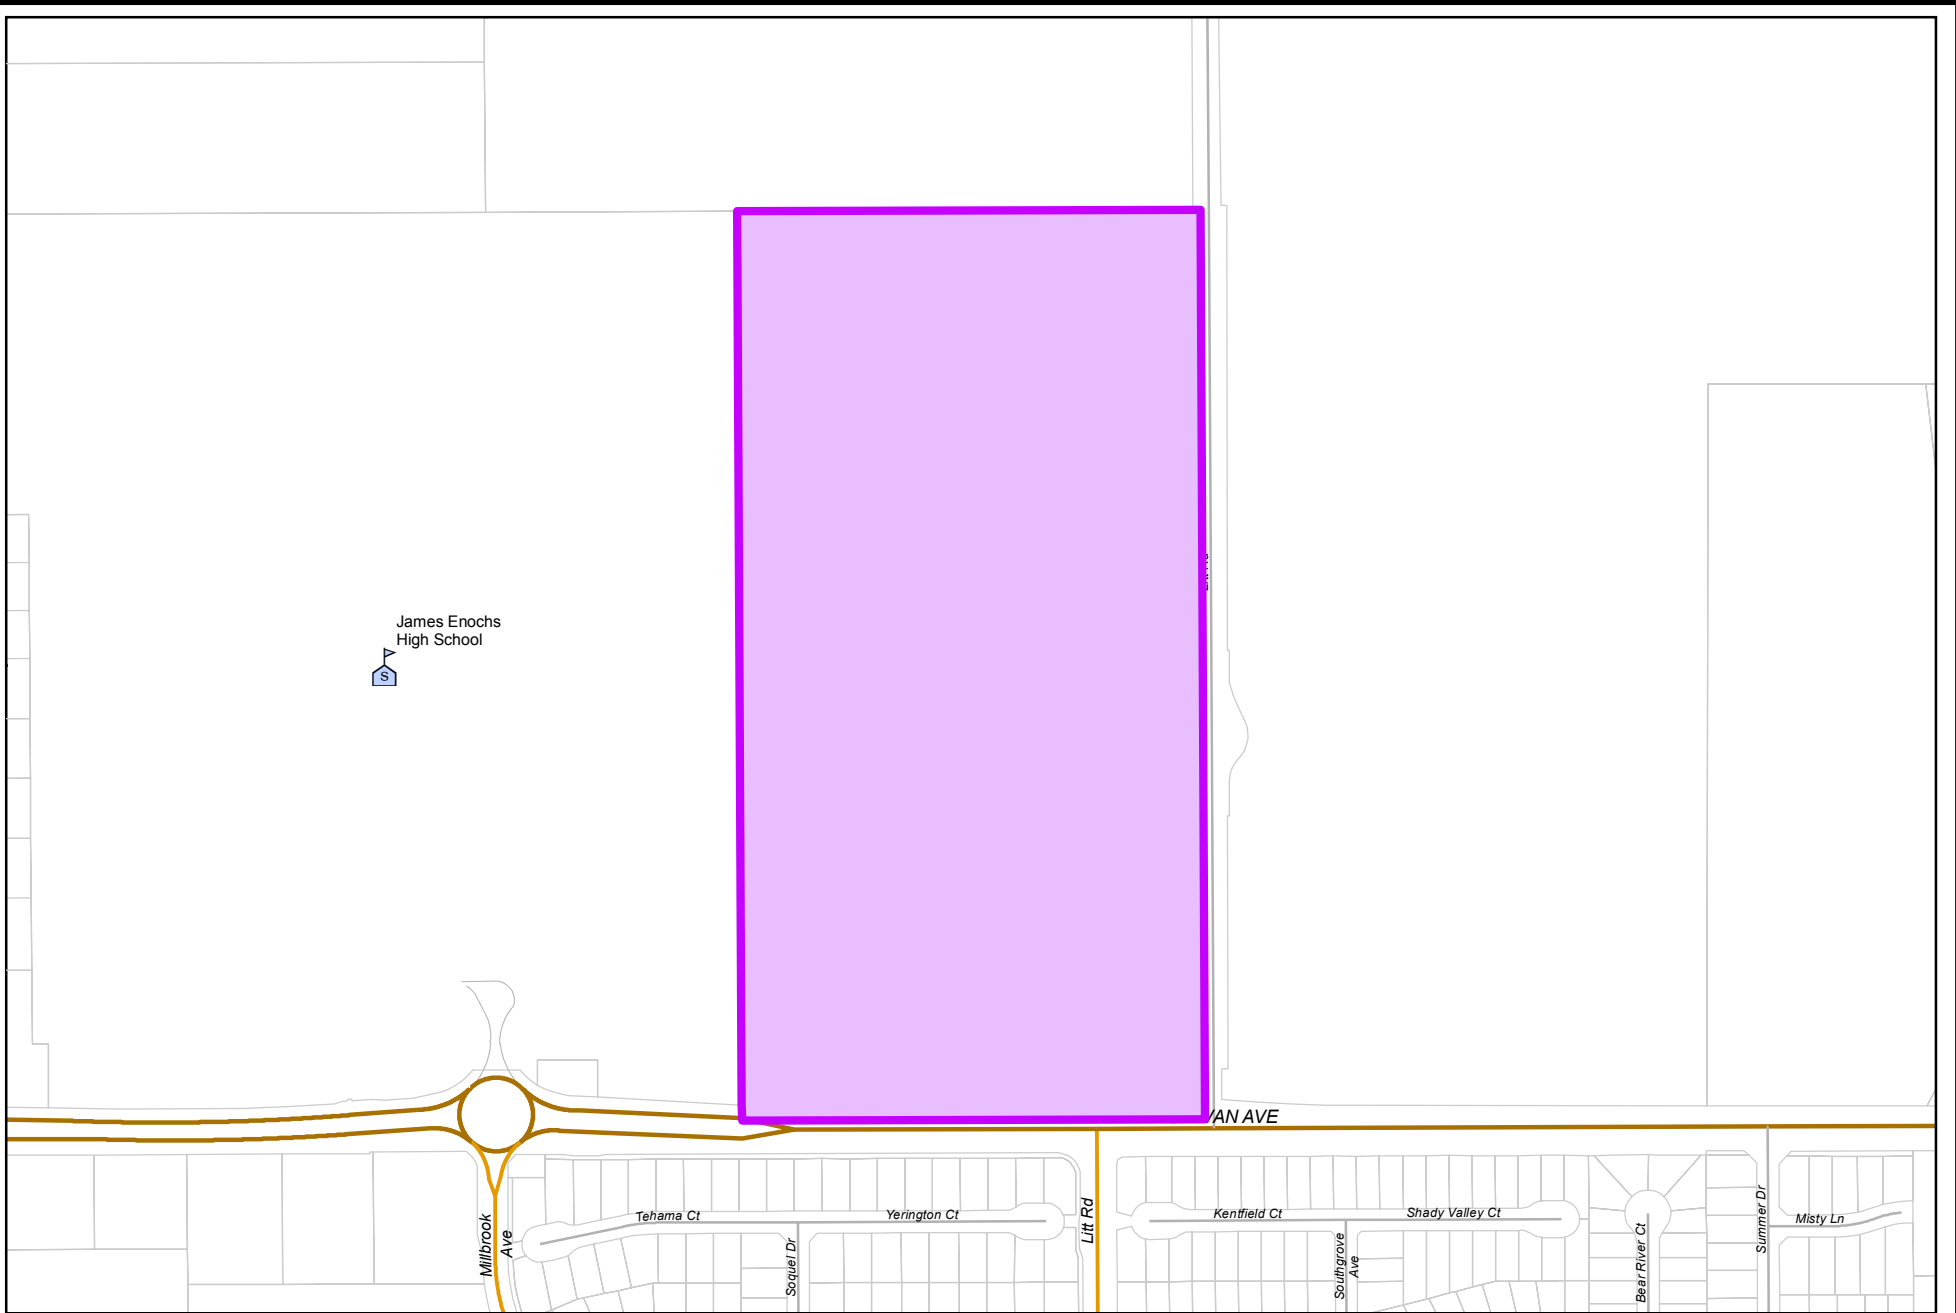 James Enochs
High School
S
VAN AVE
Tehama Ct
Yerington Ct
Kentfield Ct
Shady Valley Ct
Misty Ln
Millbrook
Ave
Soquel Dr
Litt Rd
Southgrove
Ave
Bear River Ct
Summer Dr